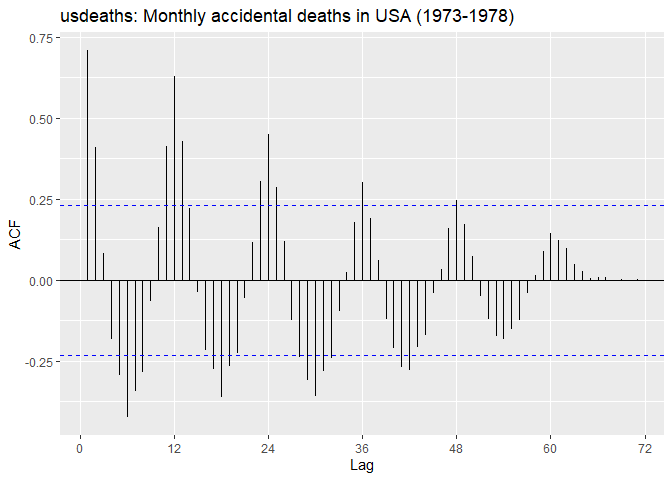 usdeaths: Monthly accidental deaths in USA (1973-1978)
0.75
0.50
0.25
0.00
-0.25
ACF
0 12 24 36 48 60 72
Lag